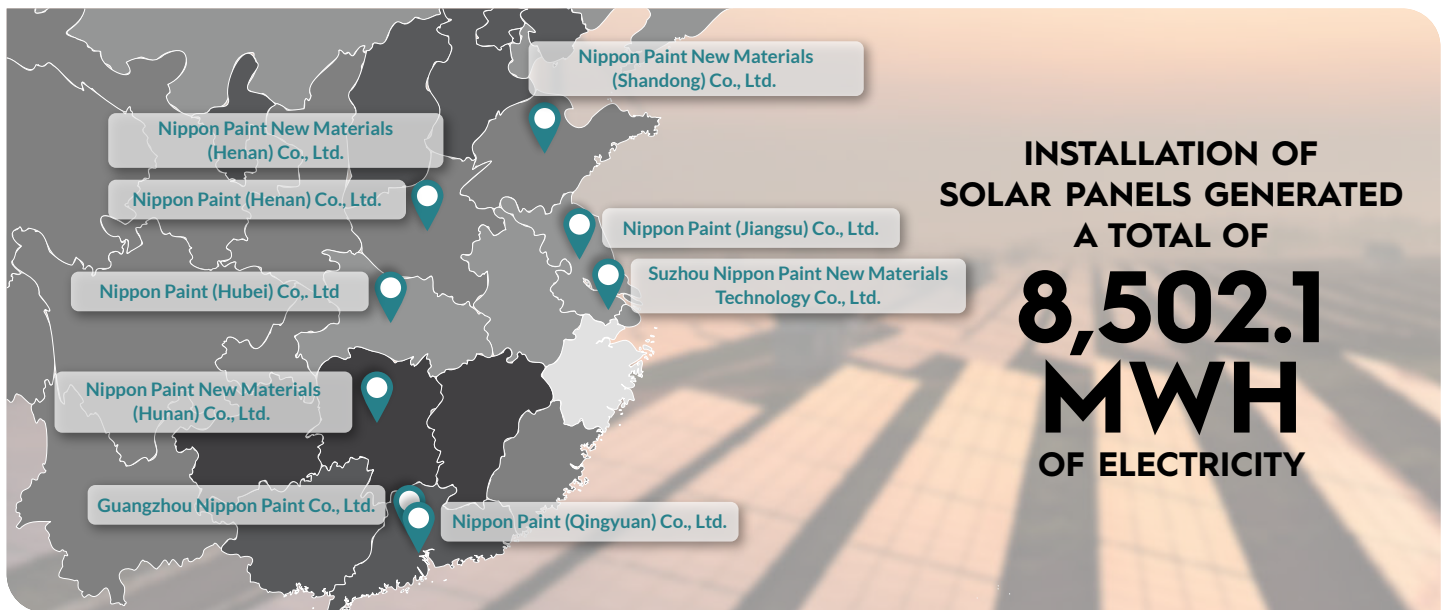 Nippon Paint New Materials
(Shandong) Co., Ltd.
Nippon Paint New Materials
(Henan) Co., Ltd.
Nippon Paint (Henan) Co., Ltd.
Nippon Paint (Jiangsu) Co., Ltd.
Suzhou Nippon Paint New Materials
Technology Co., Ltd.
Nippon Paint (Hubei) Co,. Ltd
Nippon Paint New Materials
(Hunan) Co., Ltd.
Guangzhou Nippon Paint Co., Ltd.
Nippon Paint (Qingyuan) Co., Ltd.
INSTALLATION OF
SOLAR PANELS GENERATED
A TOTAL OF
8,502.1
MWH
OF ELECTRICITY